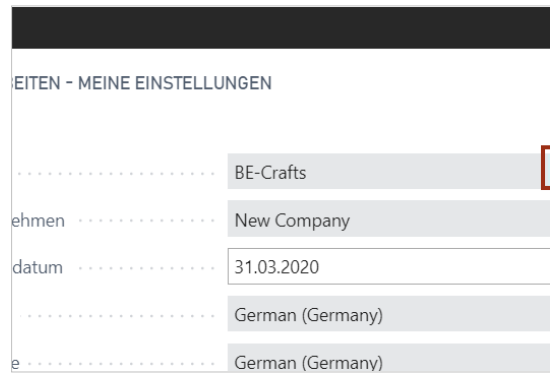 EITEN - MEINE EINSTELLUNGEN
BE-Crafts
ehmen New Company
datum 31.03.2020
German (Germany)
e German (Germany)